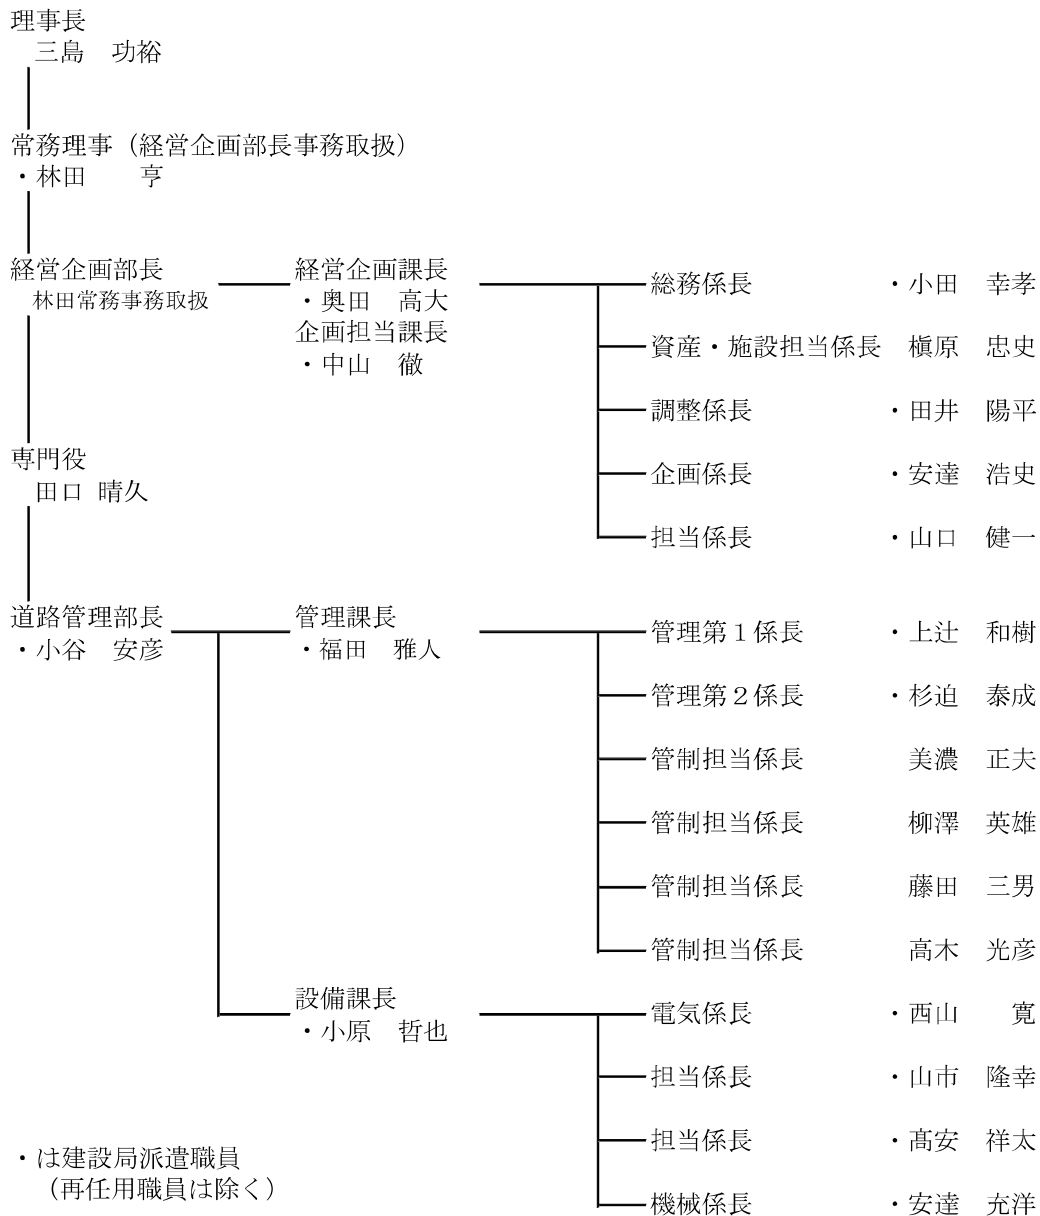 理事長
三島　功裕
常務理事（経営企画部長事務取扱）
・林田　　亨
経営企画部長
林田常務事務取扱
経営企画課長
・奥田　高大
企画担当課長
・中山　徹
総務係長　・小田　幸孝
資産・施設担当係長　槇原　忠史
調整係長　・田井　陽平
企画係長　・安達　浩史
担当係長　・山口　健一
専門役
田口 晴久
道路管理部長
・小谷　安彦
管理課長
・福田　雅人
管理第１係長　・上辻　和樹
管理第２係長　・杉迫　泰成
管制担当係長　美濃　正夫
管制担当係長　柳澤　英雄
管制担当係長　藤田　三男
管制担当係長　高木　光彦
設備課長
・小原　哲也
電気係長　・西山　　寛
担当係長　・山市　隆幸
担当係長　・髙安　祥太
機械係長　・安達　充洋
・は建設局派遣職員
（再任用職員は除く）